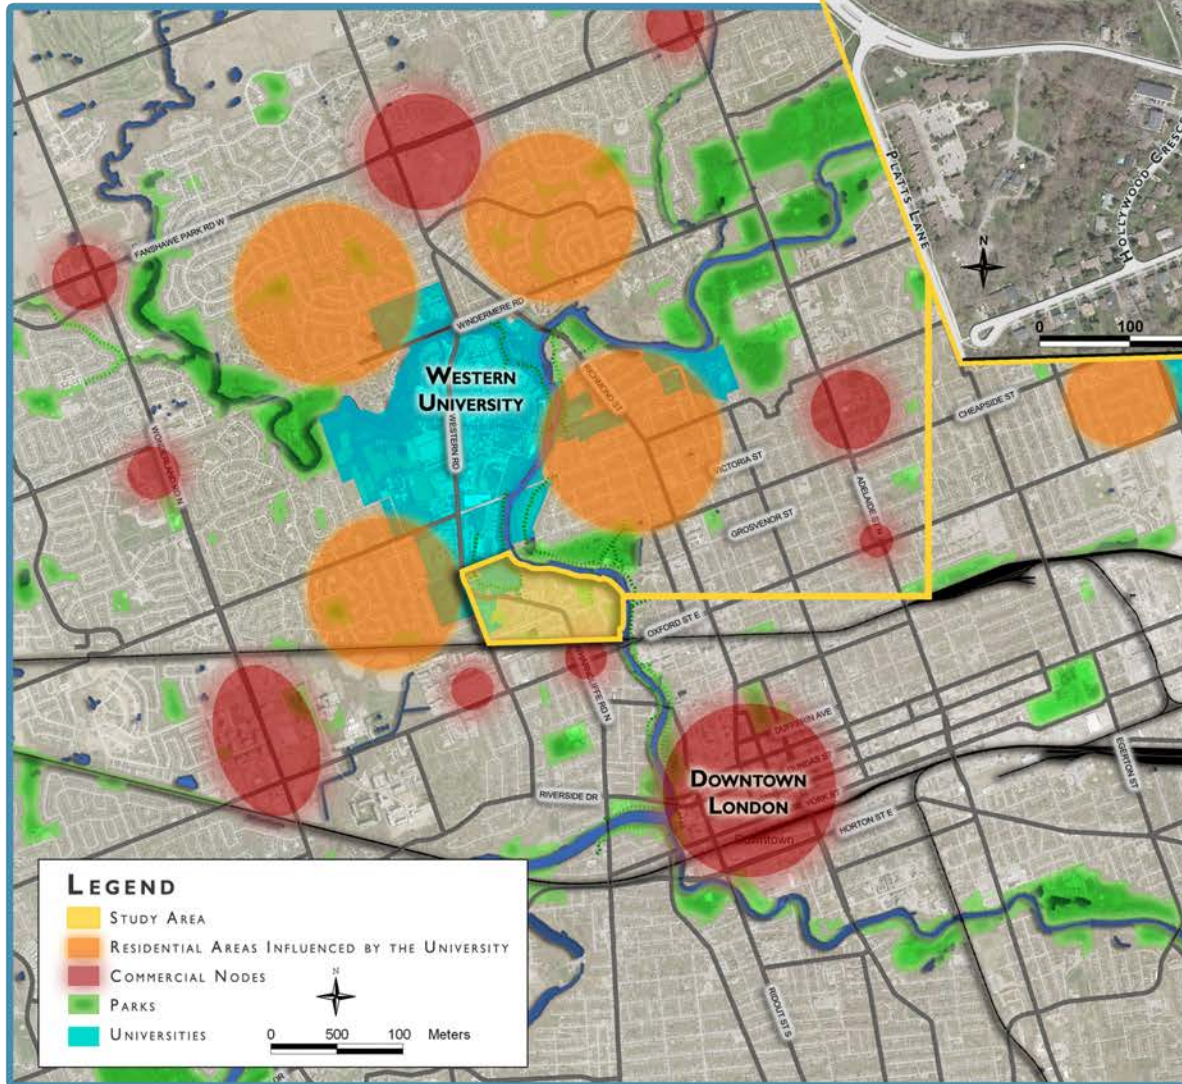 PLATTS LANE
HOLLYWOOD CRESC
N
0 100
FANSHAWE PARK RD W
WINDERMERE RD
WESTERN
UNIVERSITY
RICHMOND ST
WESTERN RD
WONDERLAND RD N
CHEAPSIDE ST
VICTORIA ST
ADELAIDE ST N
GROSVENOR ST
OXFORD ST E
WHARNCLIFFE RD N
DUFFERIN AVE
DUNDAS ST
DOWNTOWN
LONDON
YORK ST
RIVERSIDE DR
HORTON ST E
Downtown
EGERTON ST
RIDOUT ST S
LEGEND
STUDY AREA
RESIDENTIAL AREAS INFLUENCED BY THE UNIVERSITY
COMMERCIAL NODES
PARKS
UNIVERSITIES
N
0 500 100 Meters
DR